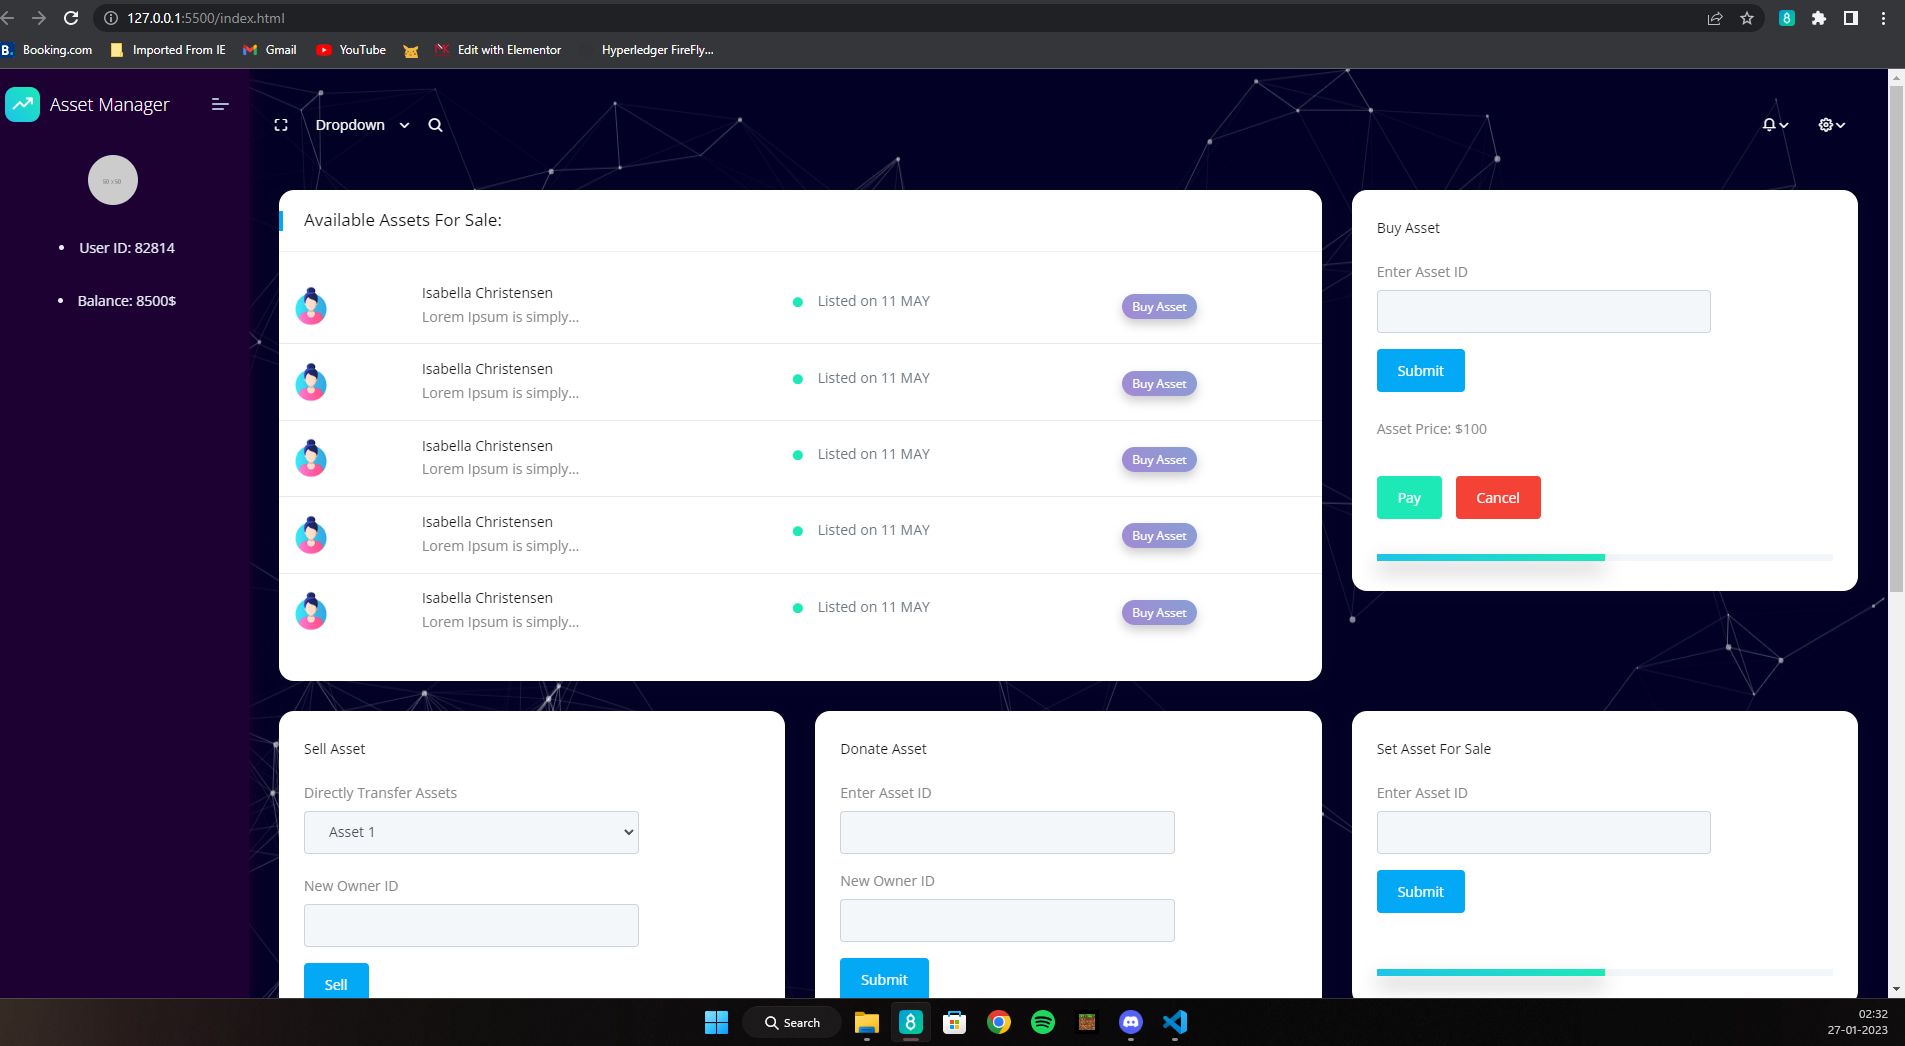 127.0.0.1:5500/index.html
B. Booking.com Imported From IE Gmail YouTube Edit with Elementor Hyperledger FireFly...
Asset Manager
Dropdown
50 x 50
User ID: 82814
Balance: 8500$
Available Assets For Sale:
Isabella Christensen
Lorem Ipsum is simply...
Listed on 11 MAY
Buy Asset
Isabella Christensen
Lorem Ipsum is simply...
Listed on 11 MAY
Buy Asset
Isabella Christensen
Lorem Ipsum is simply...
Listed on 11 MAY
Buy Asset
Isabella Christensen
Lorem Ipsum is simply...
Listed on 11 MAY
Buy Asset
Isabella Christensen
Lorem Ipsum is simply...
Listed on 11 MAY
Buy Asset
Buy Asset
Enter Asset ID
Submit
Asset Price: $100
Pay Cancel
Sell Asset
Directly Transfer Assets
Asset 1
New Owner ID
Sell
Donate Asset
Enter Asset ID
New Owner ID
Submit
Set Asset For Sale
Enter Asset ID
Submit
Search
02:32
27-01-2023